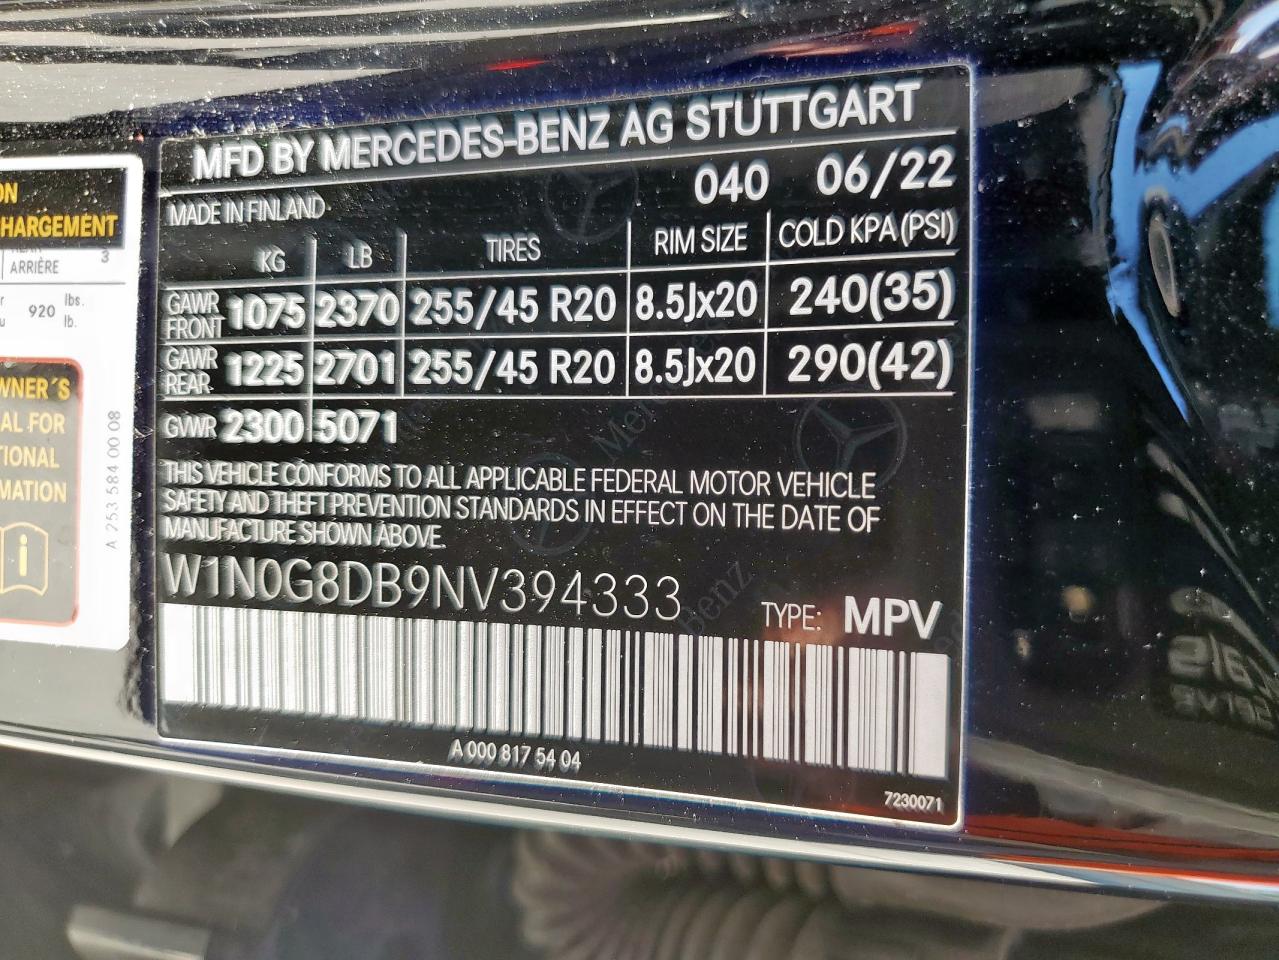 MFD BY MERCEDES-BENZ AG STUTTGART
040 06/22
MADE IN FINLAND
KG LB TIRES RIM SIZE COLD KPA (PSI)
GAWR FRONT 1075 2370 255/45 R20 8.5Jx20 240(35)
GAWR REAR 1225 2701 255/45 R20 8.5Jx20 290(42)
GVWR 2300 5071
THIS VEHICLE CONFORMS TO ALL APPLICABLE FEDERAL MOTOR VEHICLE
SAFETY AND THEFT PREVENTION STANDARDS IN EFFECT ON THE DATE OF
MANUFACTURE SHOWN ABOVE.
W1N0G8DB9NV394333
TYPE: MPV
A 000 817 54 04
7230071
ON
HARGEMENT
ARRIÈRE 3
920 lbs.
lb.
WNER´S
AL FOR
TIONAL
MATION
i
A 253 584 00 08